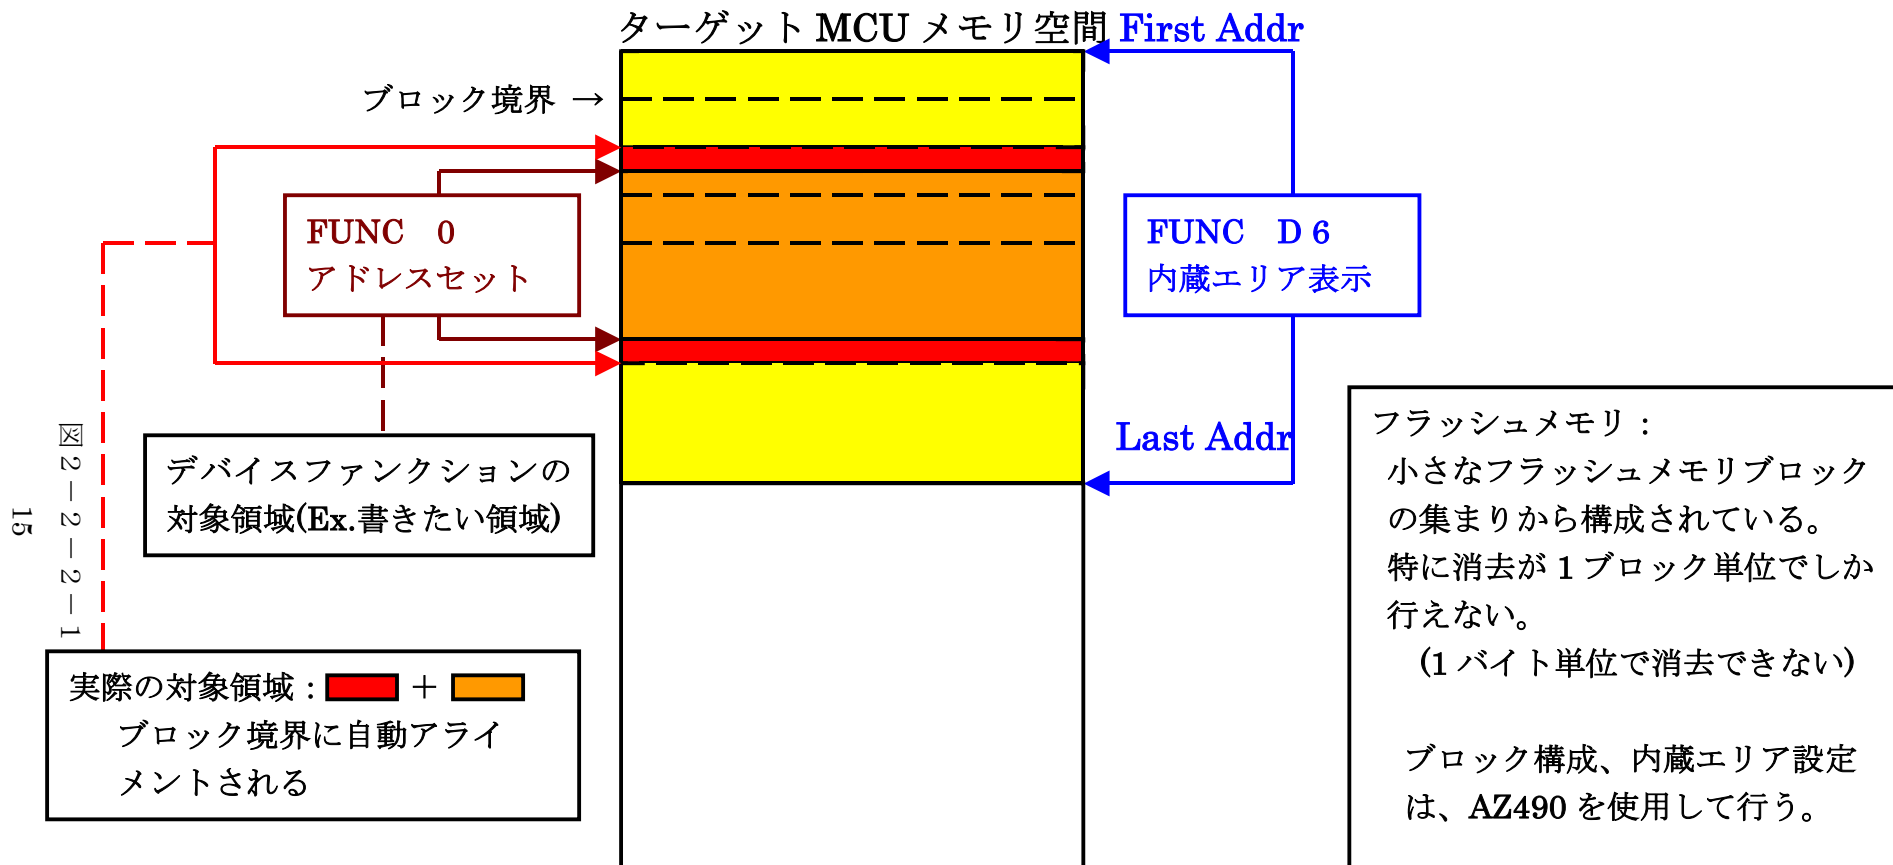 ターゲット MCU メモリ空間 First Addr
ブロック境界 →
FUNC 0
アドレスセット
FUNC D 6
内蔵エリア表示
Last Addr
デバイスファンクションの
対象領域(Ex.書きたい領域)
フラッシュメモリ:
小さなフラッシュメモリブロック
の集まりから構成されている。
特に消去が 1 ブロック単位でしか
行えない。
(1 バイト単位で消去できない)
ブロック構成、内蔵エリア設定
は、AZ490 を使用して行う。
実際の対象領域: +
ブロック境界に自動アライ
メントされる
図2-2-2-1
15